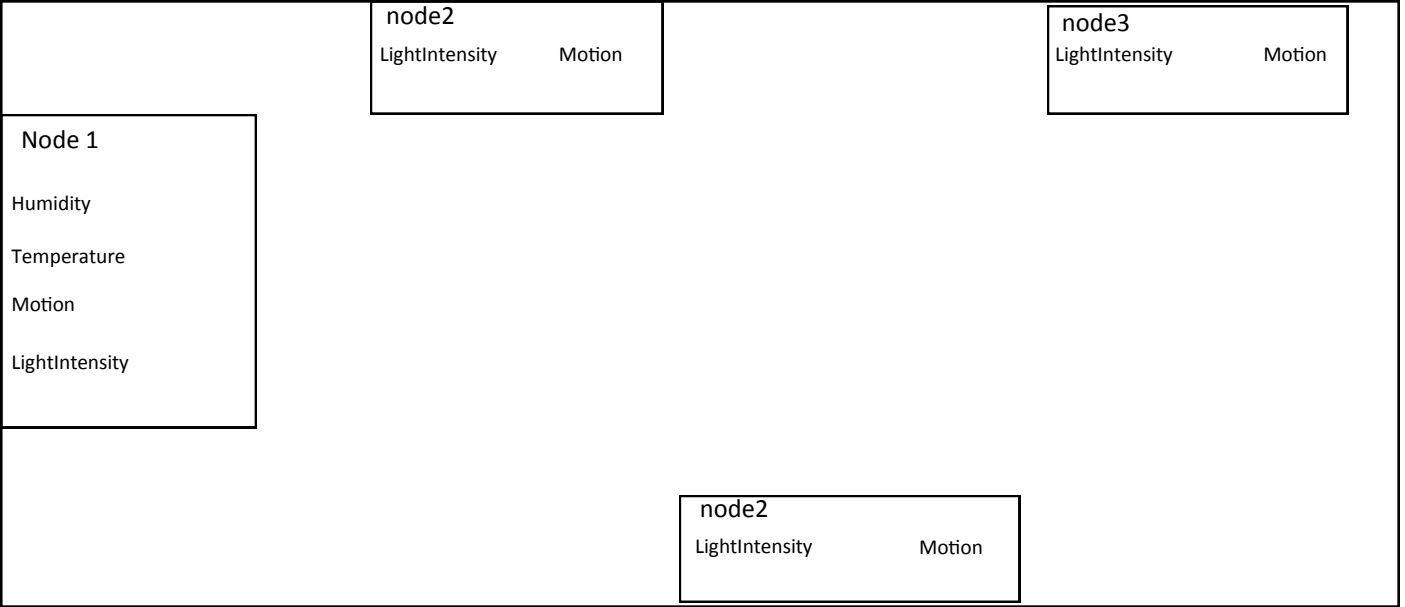 node2
LightIntensity Motion
node3
LightIntensity Motion
Node 1
Humidity
Temperature
Motion
LightIntensity
node2
LightIntensity Motion